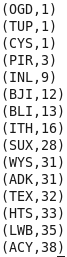 (OGD,1)
(TUP,1)
(CYS,1)
(PIR,3)
(INL,9)
(BJI,12)
(BLI,13)
(ITH,16)
(SUX,28)
(WYS,31)
(ADK,31)
(TEX,32)
(HTS,33)
(LWB,35)
(ACY,38)_